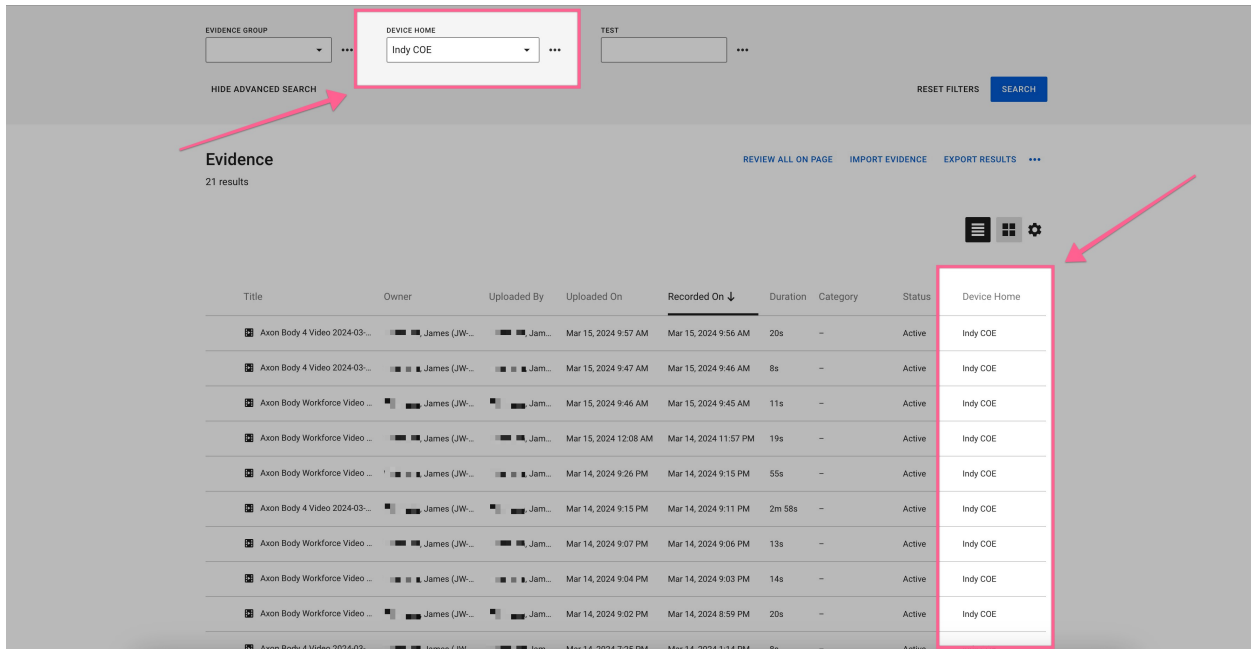 EVIDENCE GROUP DEVICE HOME TEST
Indy COE
HIDE ADVANCED SEARCH RESET FILTERS SEARCH
Evidence REVIEW ALL ON PAGE IMPORT EVIDENCE EXPORT RESULTS
21 results
Title Owner Uploaded By Uploaded On Recorded On ↓ Duration Category Status Device Home
Axon Body 4 Video 2024-03-... , James (JW-... , Jam... Mar 15, 2024 9:57 AM Mar 15, 2024 9:56 AM 20s – Active Indy COE
Axon Body 4 Video 2024-03-... , James (JW-... , Jam... Mar 15, 2024 9:47 AM Mar 15, 2024 9:46 AM 8s – Active Indy COE
Axon Body Workforce Video ... , James (JW-... , Jam... Mar 15, 2024 9:46 AM Mar 15, 2024 9:45 AM 11s – Active Indy COE
Axon Body Workforce Video ... , James (JW-... , Jam... Mar 15, 2024 12:08 AM Mar 14, 2024 11:57 PM 19s – Active Indy COE
Axon Body Workforce Video ... , James (JW-... , Jam... Mar 14, 2024 9:26 PM Mar 14, 2024 9:15 PM 55s – Active Indy COE
Axon Body 4 Video 2024-03-... , James (JW-... , Jam... Mar 14, 2024 9:15 PM Mar 14, 2024 9:11 PM 2m 58s – Active Indy COE
Axon Body Workforce Video ... , James (JW-... , Jam... Mar 14, 2024 9:07 PM Mar 14, 2024 9:06 PM 13s – Active Indy COE
Axon Body Workforce Video ... , James (JW-... , Jam... Mar 14, 2024 9:04 PM Mar 14, 2024 9:03 PM 14s – Active Indy COE
Axon Body Workforce Video ... , James (JW-... , Jam... Mar 14, 2024 9:02 PM Mar 14, 2024 8:59 PM 20s – Active Indy COE